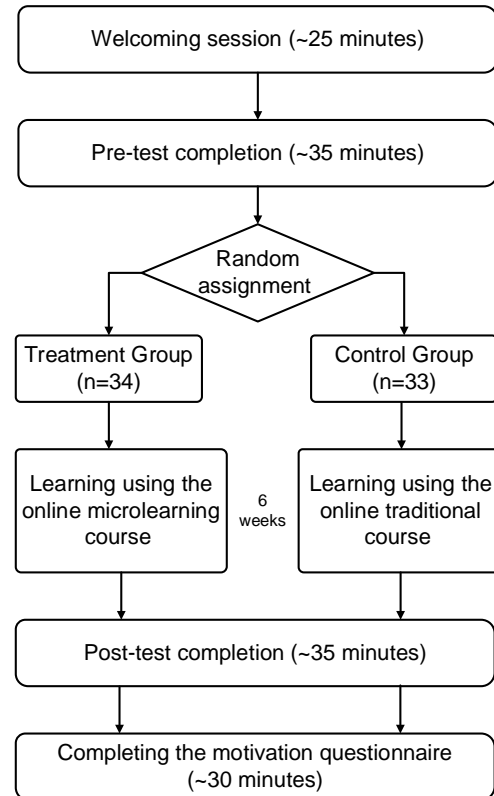 Welcoming session (~25 minutes)
Pre-test completion (~35 minutes)
Random
assignment
Treatment Group
(n=34)
Control Group
(n=33)
Learning using the
online microlearning
course
6
weeks
Learning using the
online traditional
course
Post-test completion (~35 minutes)
Completing the motivation questionnaire
(~30 minutes)